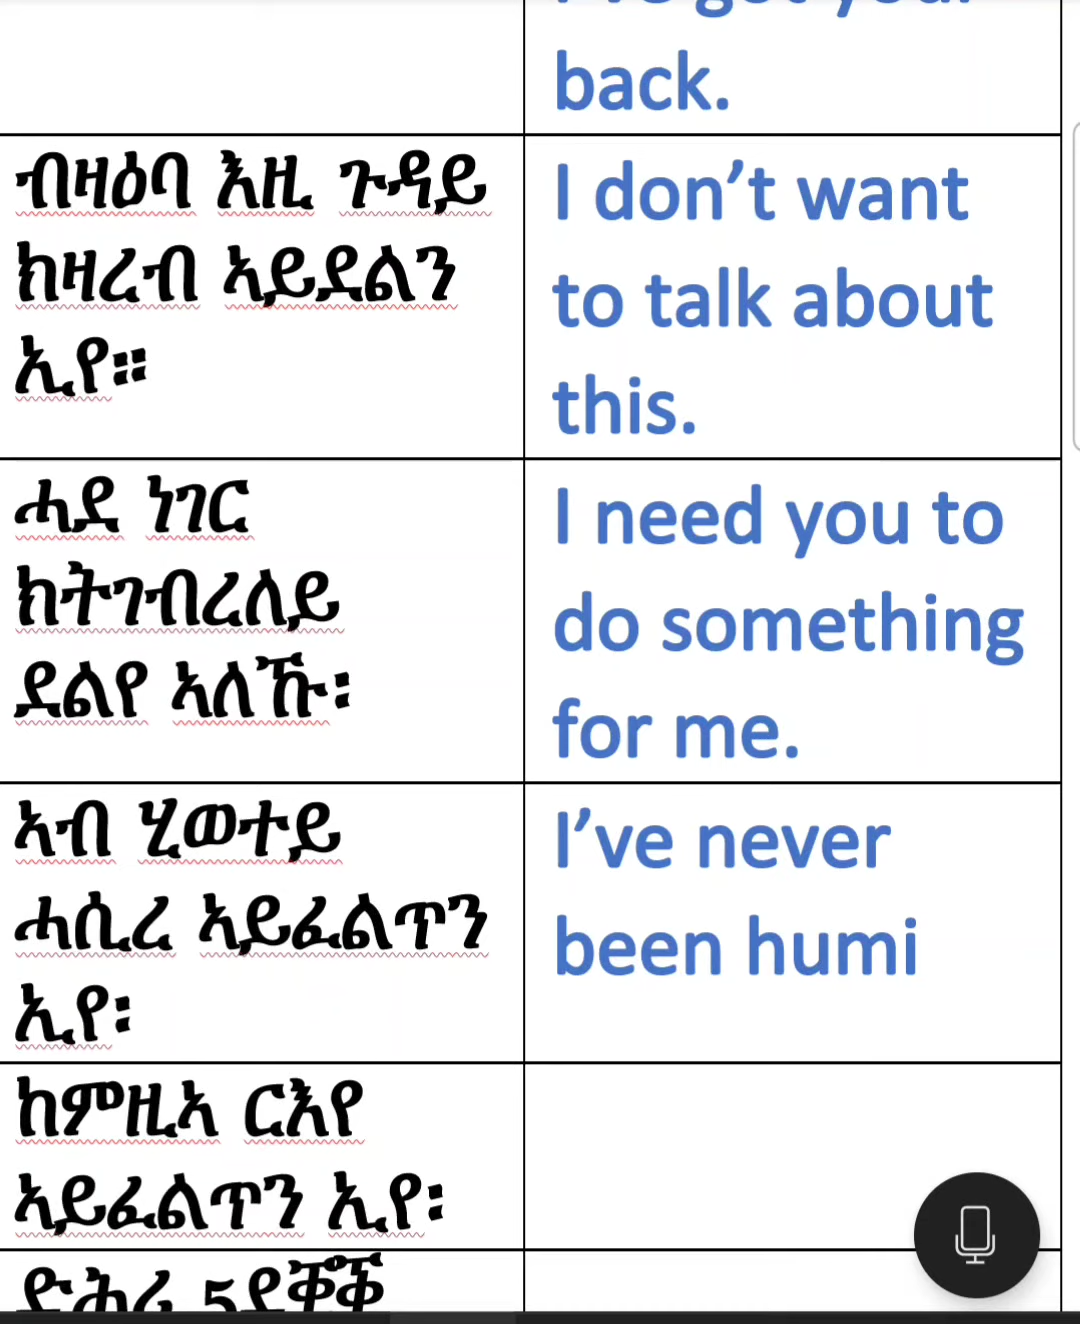 back.
ብዛዕባ እዚ ጉዳይ
ክዛረብ ኣይደልን
ኢየ።
I don’t want
to talk about
this.
ሓደ ነገር
ክትገብረለይ
ደልየ ኣለኹ፡
I need you to
do something
for me.
ኣብ ሂወተይ
ሓሲረ ኣይፈልጥን
ኢየ፡
I’ve never
been humi
ከምዚኣ ርእየ
ኣይፈልጥን ኢየ፡
ድሕሪ 5